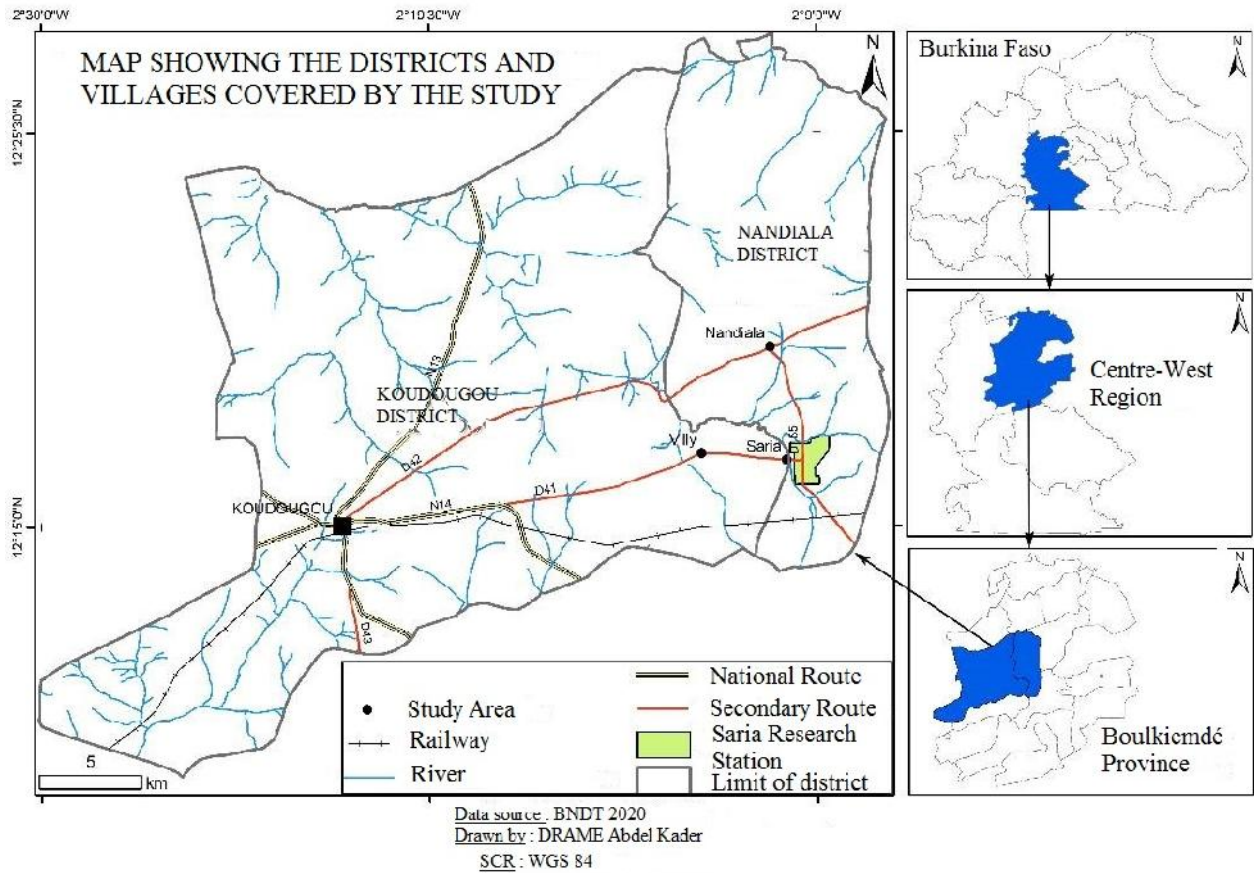 2°30'0"W
2°10'30"W
2°0'0"W
MAP SHOWING THE DISTRICTS AND
VILLAGES COVERED BY THE STUDY
N
12°25'30"N
NANDIALA
DISTRICT
Nandiala
N13
KOUDOUGOU
DISTRICT
D42
Villy
Saria
KOUDOUGOU
N14
D41
12°15'0"N
D43
National Route
Study Area
Secondary Route
Railway
Saria Research
Station
River
Limit of district
5
km
Data source : BNDT 2020
Drawn by : DRAME Abdel Kader
SCR : WGS 84
Burkina Faso
N
N
Centre-West
Region
N
Boulkiemdé
Province